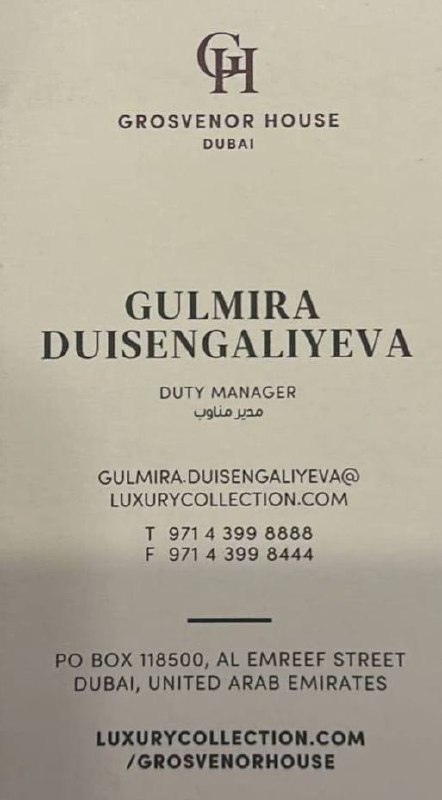 GH
GROSVENOR HOUSE
DUBAI
GULMIRA
DUISENGALIYEVA
DUTY MANAGER
مدير مناوب
GULMIRA.DUISENGALIYEVA@
LUXURYCOLLECTION.COM
T 971 4 399 8888
F 971 4 399 8444
PO BOX 118500, AL EMREEF STREET
DUBAI, UNITED ARAB EMIRATES
LUXURYCOLLECTION.COM
/GROSVENORHOUSE